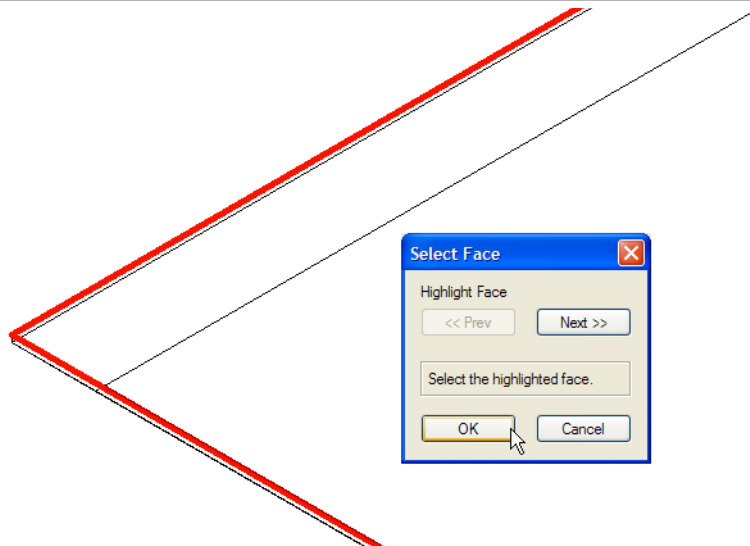 Select Face
Highlight Face
<< Prev
Next >>
Select the highlighted face.
OK
Cancel